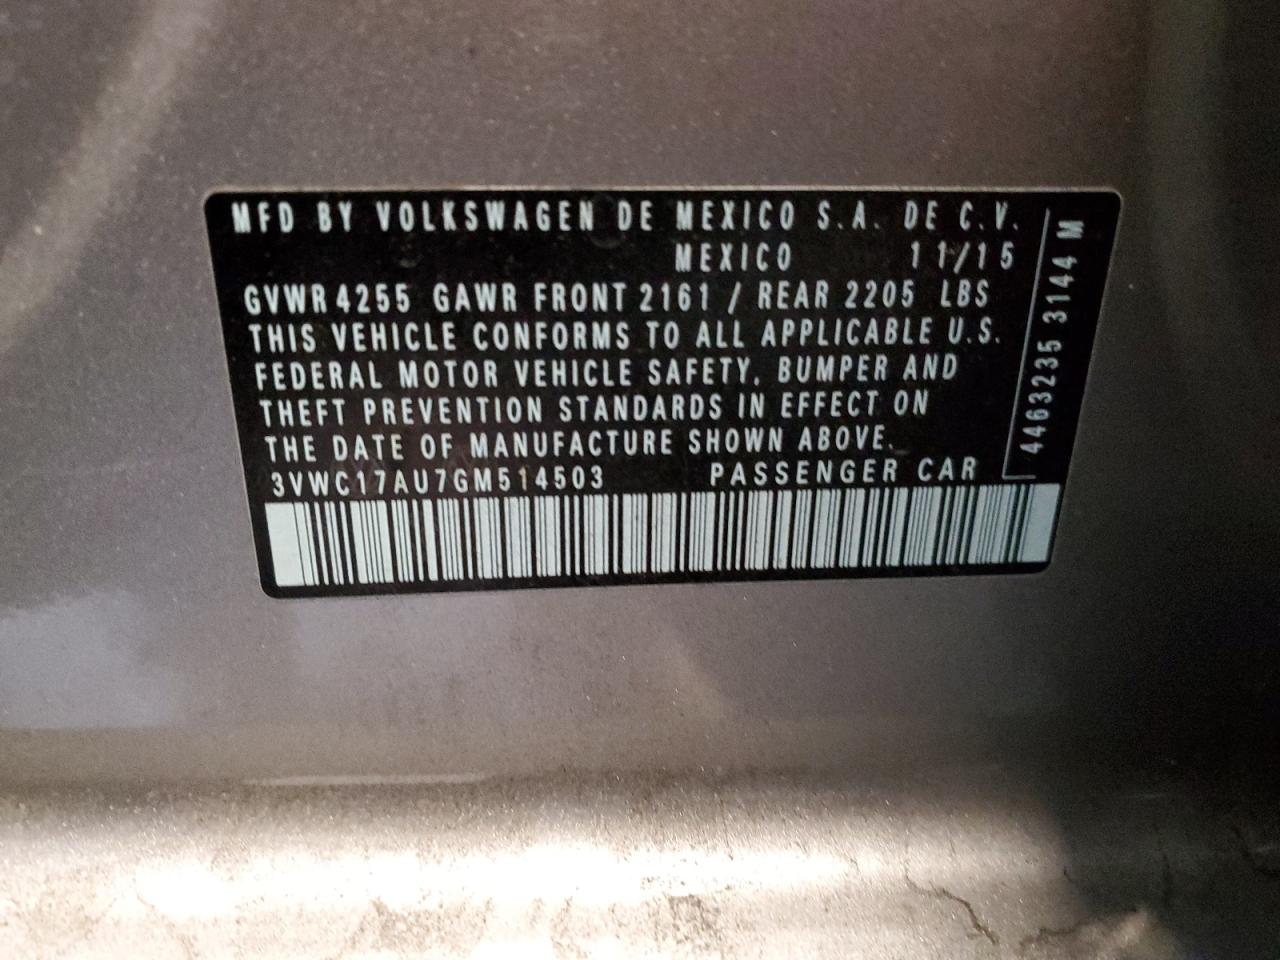 MFD BY VOLKSWAGEN DE MEXICO S.A. DE C.V.
MEXICO 11/15
GVWR 4255 GAWR FRONT 2161 / REAR 2205 LBS
THIS VEHICLE CONFORMS TO ALL APPLICABLE U.S.
FEDERAL MOTOR VEHICLE SAFETY, BUMPER AND
THEFT PREVENTION STANDARDS IN EFFECT ON
THE DATE OF MANUFACTURE SHOWN ABOVE.
3VWC17AU7GM514503 PASSENGER CAR
4463235 3144 M